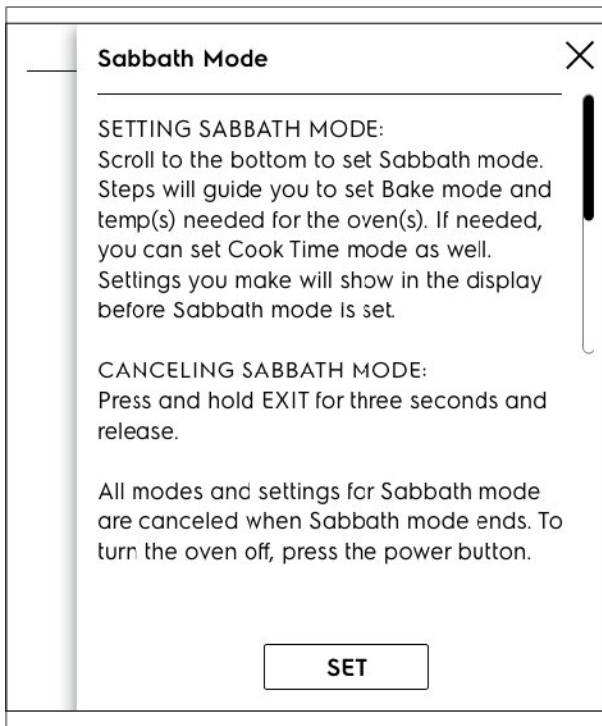 Sabbath Mode
SETTING SABBATH MODE:
Scroll to the bottom to set Sabbath mode.
Steps will guide you to set Bake mode and
temp(s) needed for the oven(s). If needed,
you can set Cook Time mode as well.
Settings you make will show in the display
before Sabbath mode is set.
CANCELING SABBATH MODE:
Press and hold EXIT for three seconds and
release.
All modes and settings for Sabbath mode
are canceled when Sabbath mode ends. To
turn the oven off, press the power button.
SET